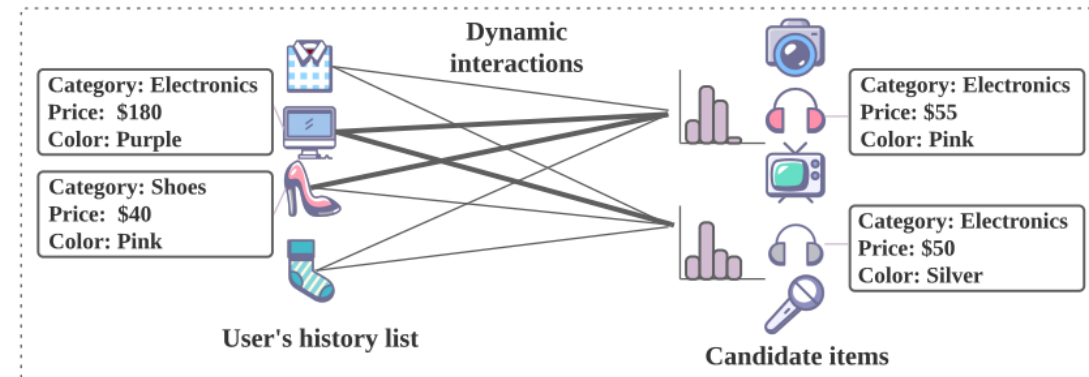 Dynamic
interactions
Category: Electronics
Price: $180
Color: Purple
Category: Shoes
Price: $40
Color: Pink
Category: Electronics
Price: $55
Color: Pink
Category: Electronics
Price: $50
Color: Silver
User's history list
Candidate items